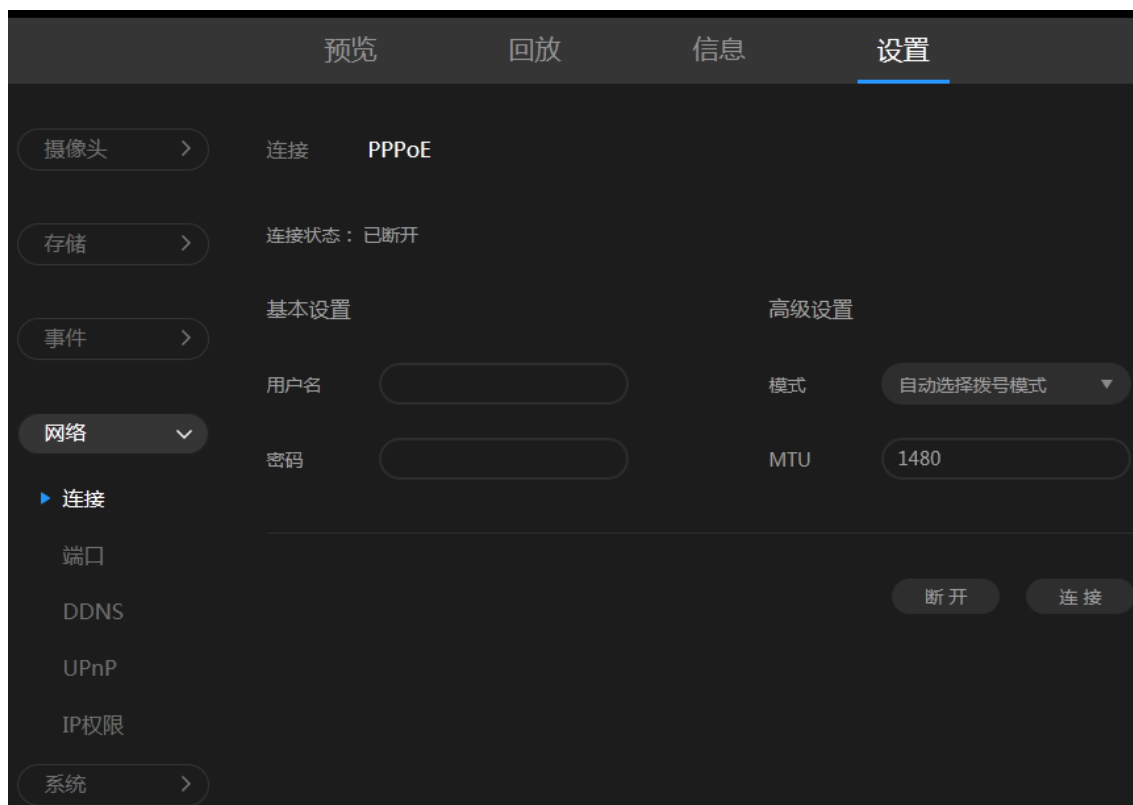 预览 回放 信息 设置
摄像头 连接 PPPoE
存储 连接状态：已断开
基本设置 高级设置
事件
用户名 模式 自动选择拨号模式
网络
密码 MTU 1480
连接
端口
断开 连接
DDNS
UPnP
IP权限
系统